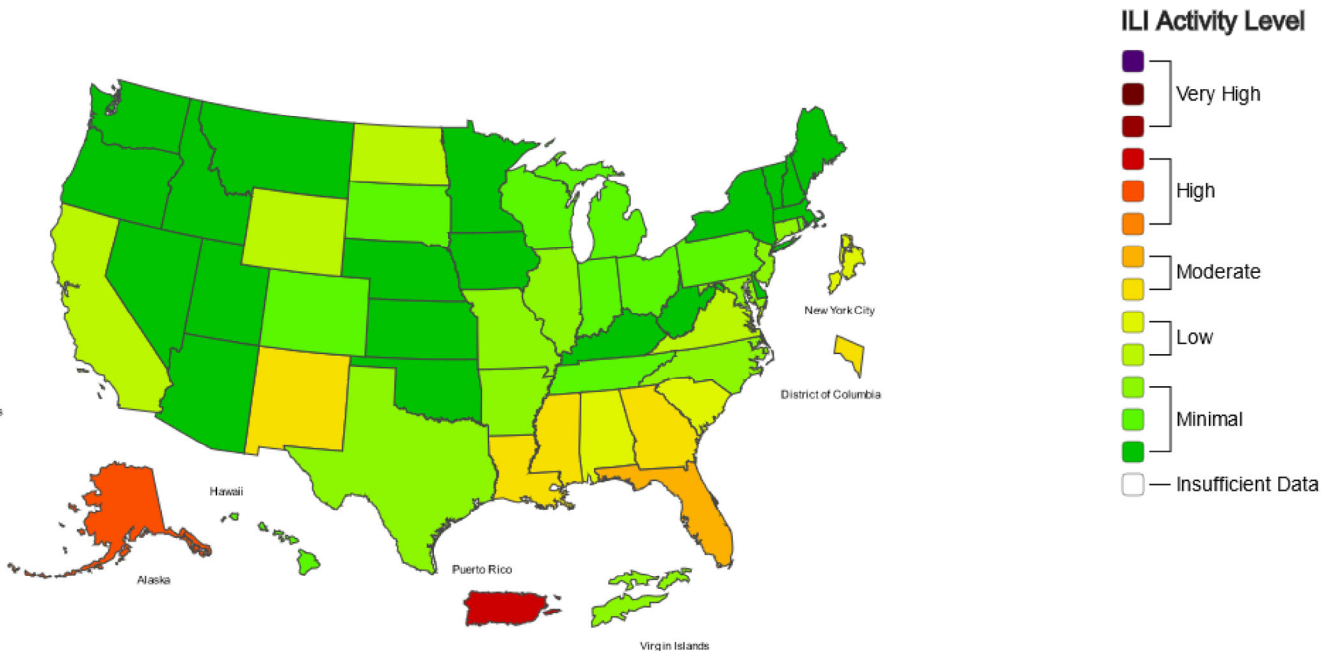 ILI Activity Level
Very High
High
Moderate
Low
Minimal
Insufficient Data
New York City
District of Columbia
Hawaii
Alaska
Puerto Rico
Virgin Islands